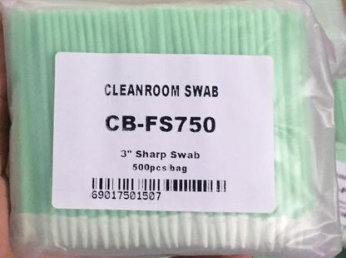 CLEANROOM SWAB
CB-FS750
3" Sharp Swab
500pcs/bag
69017501507